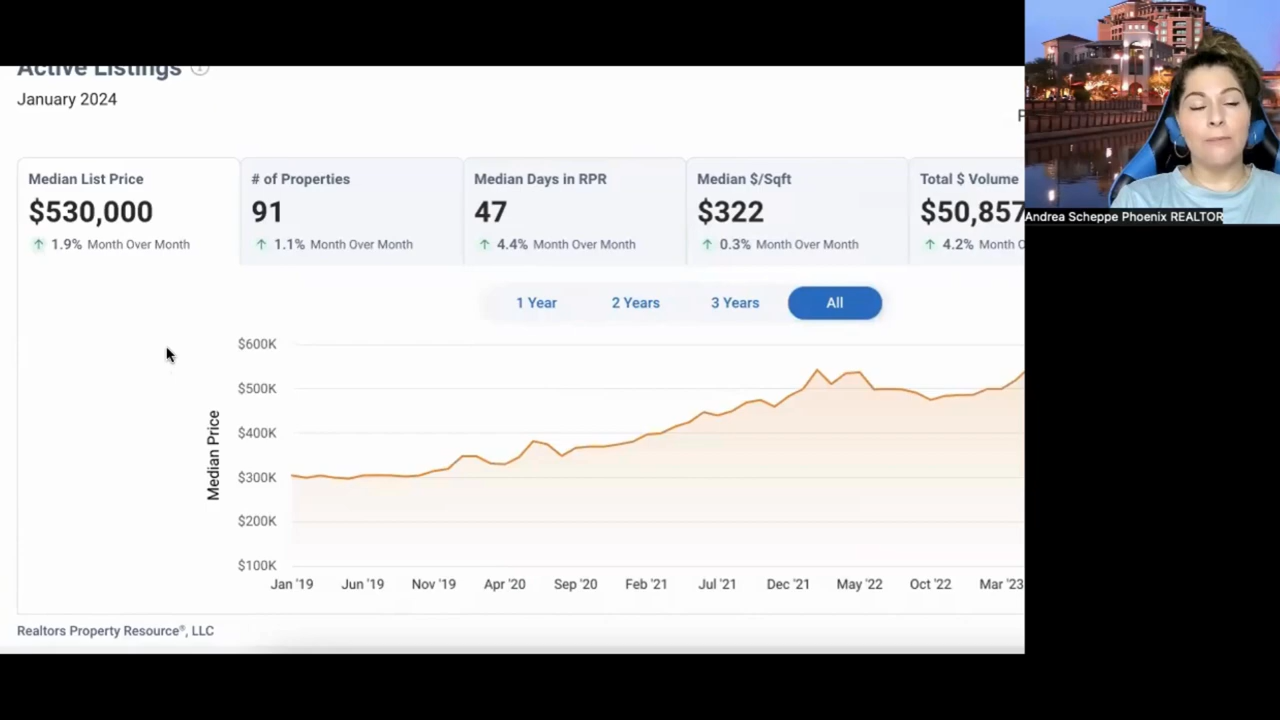 Active Listings
January 2024
Median List Price
$530,000
1.9% Month Over Month
# of Properties
91
1.1% Month Over Month
Median Days in RPR
47
4.4% Month Over Month
Median $/Sqft
$322
0.3% Month Over Month
Total $ Volume
$50,857
4.2% Month O
1 Year
2 Years
3 Years
All
$600K
$500K
$400K
$300K
$200K
$100K
Median Price
Jan '19
Jun '19
Nov '19
Apr '20
Sep '20
Feb '21
Jul '21
Dec '21
May '22
Oct '22
Mar '23
Realtors Property Resource®, LLC
Andrea Scheppe Phoenix REALTOR